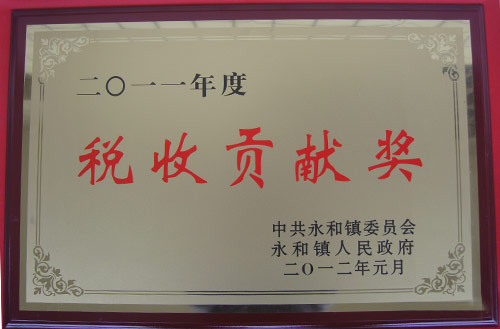 二〇一一年度
税收贡献奖
中共永和镇委员会
永和镇人民政府
二〇一二年元月